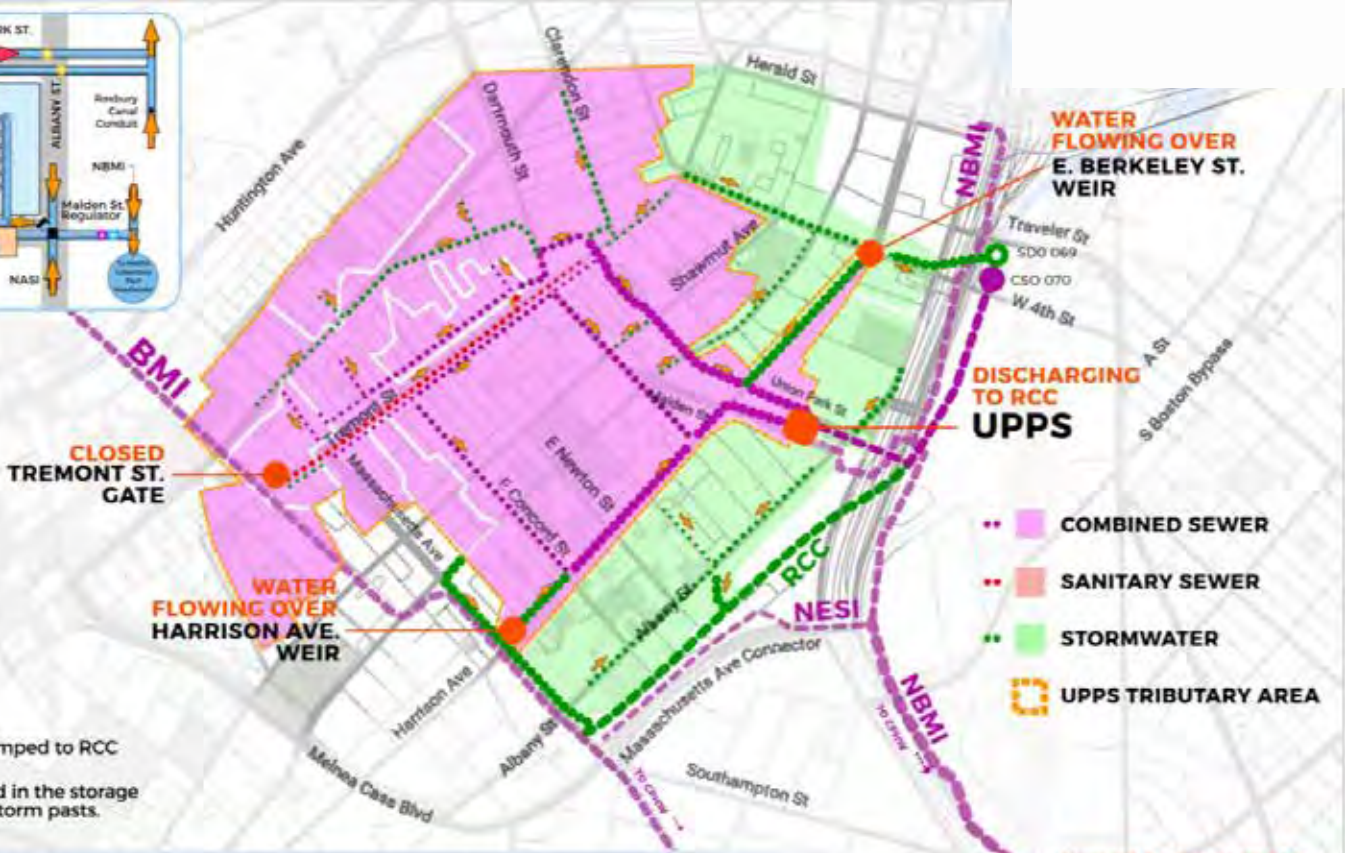 RK ST.
ALBANY ST.
Roxbury
Canal
Conduit
NBMI
Malden St.
Regulator
NASI
Huntington Ave
Dartmouth St
Clarendon St
Herald St
NBMI
WATER
FLOWING OVER
E. BERKELEY ST.
WEIR
Traveler St
SDO 069
CSO 070
W 4th St
Shawmut Ave
A St
S Boston Bypass
BMI
DISCHARGING
TO RCC
UPPS
Union Park St
Malden St
Tremont St
CLOSED
TREMONT ST.
GATE
Massachusetts Ave
E Newton St
E Concord St
COMBINED SEWER
SANITARY SEWER
STORMWATER
UPPS TRIBUTARY AREA
RCC
NESI
WATER
FLOWING OVER
HARRISON AVE.
WEIR
Albany St
Massachusetts Ave Connector
Harrison Ave
Albany St
NBMI
Melnea Cass Blvd
Southampton St
mped to RCC
d in the storage
torm pasts.